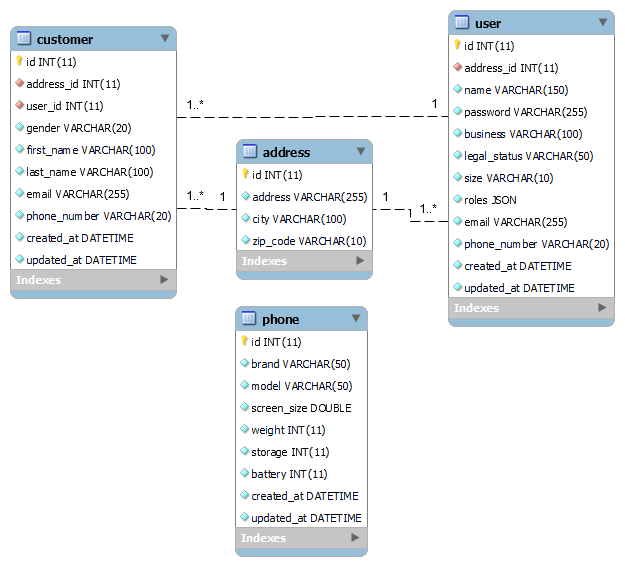 customer
id INT(11)
address_id INT(11)
user_id INT(11)
gender VARCHAR(20)
first_name VARCHAR(100)
last_name VARCHAR(100)
email VARCHAR(255)
phone_number VARCHAR(20)
created_at DATETIME
updated_at DATETIME
Indexes
1..*
1
1..*
1
address
id INT(11)
address VARCHAR(255)
city VARCHAR(100)
zip_code VARCHAR(10)
Indexes
1
1..*
user
id INT(11)
address_id INT(11)
name VARCHAR(150)
password VARCHAR(255)
business VARCHAR(100)
legal_status VARCHAR(50)
size VARCHAR(10)
roles JSON
email VARCHAR(255)
phone_number VARCHAR(20)
created_at DATETIME
updated_at DATETIME
Indexes
phone
id INT(11)
brand VARCHAR(50)
model VARCHAR(50)
screen_size DOUBLE
weight INT(11)
storage INT(11)
battery INT(11)
created_at DATETIME
updated_at DATETIME
Indexes